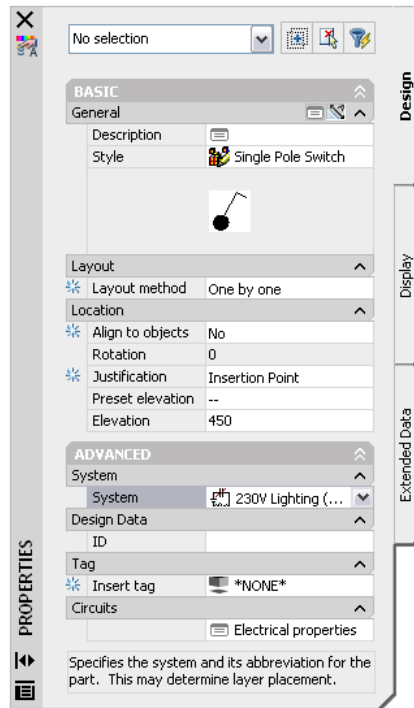 No selection
BASIC
General
Description
Style Single Pole Switch
Layout
Layout method One by one
Location
Align to objects No
Rotation 0
Justification Insertion Point
Preset elevation --
Elevation 450
ADVANCED
System
System 230V Lighting (...
Design Data
ID
Tag
Insert tag *NONE*
Circuits
Electrical properties
Specifies the system and its abbreviation for the
part. This may determine layer placement.
PROPERTIES
Design
Display
Extended Data